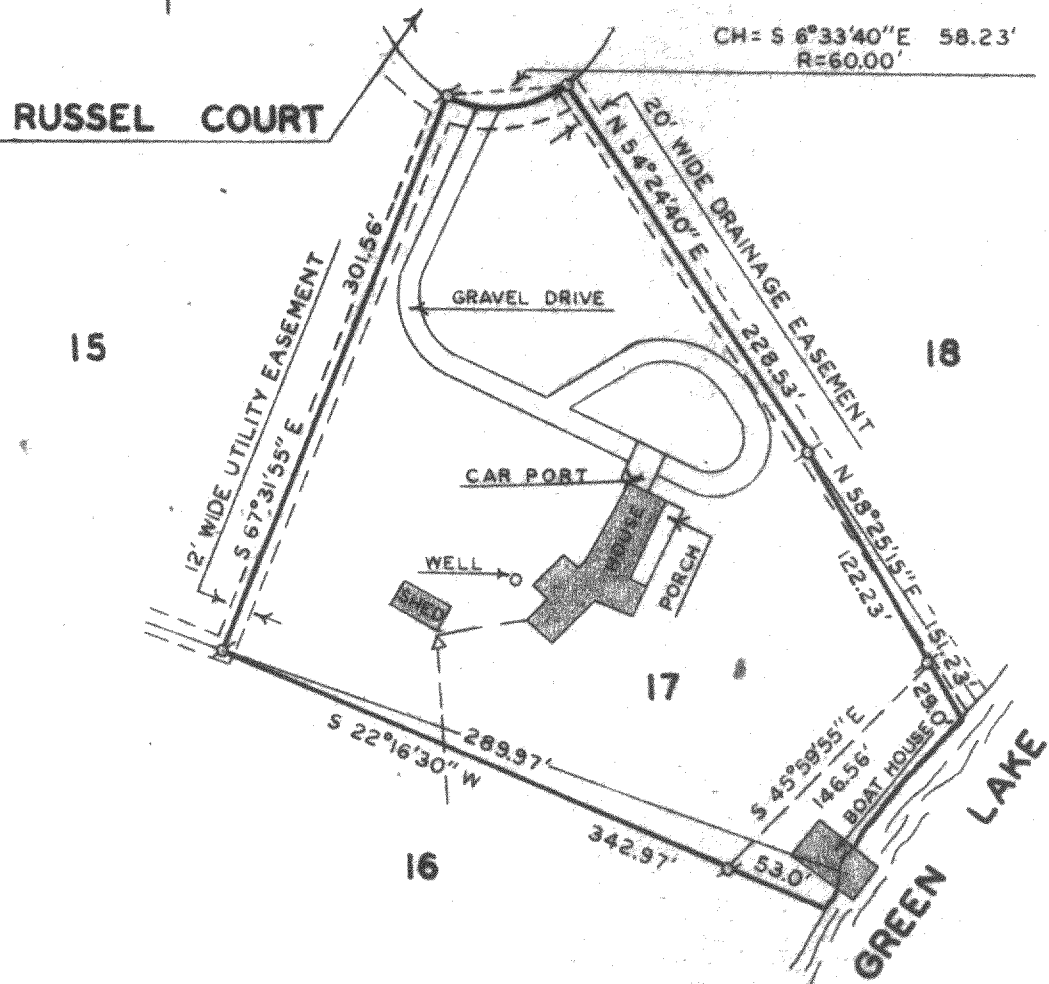 CH= S 6°33'40"E 58.23'
R=60.00'
RUSSEL COURT
20' WIDE DRAINAGE EASEMENT
N 54°24'40" E
228.53'
301.56'
12' WIDE UTILITY EASEMENT
S 67°31'55" E
GRAVEL DRIVE
15
18
CAR PORT
HOUSE
PORCH
WELL
SHED
N 58°25'15" E
122.23'
151.23'
29.0'
17
S 22°16'30" W
289.97'
342.97'
53.0'
S 45°59'55" E
146.56'
BOAT HOUSE
16
GREEN LAKE